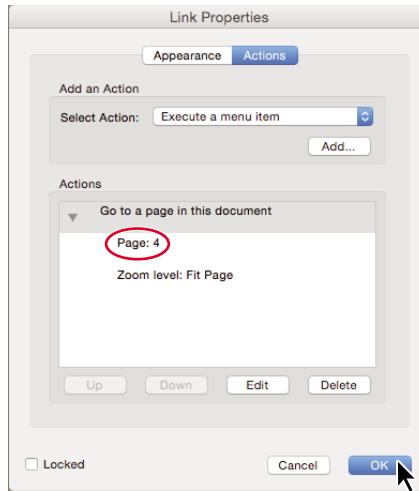 Link Properties
Appearance Actions
Add an Action
Select Action: Execute a menu item
Add...
Actions
Go to a page in this document
Page: 4
Zoom level: Fit Page
Up Down Edit Delete
Locked Cancel OK